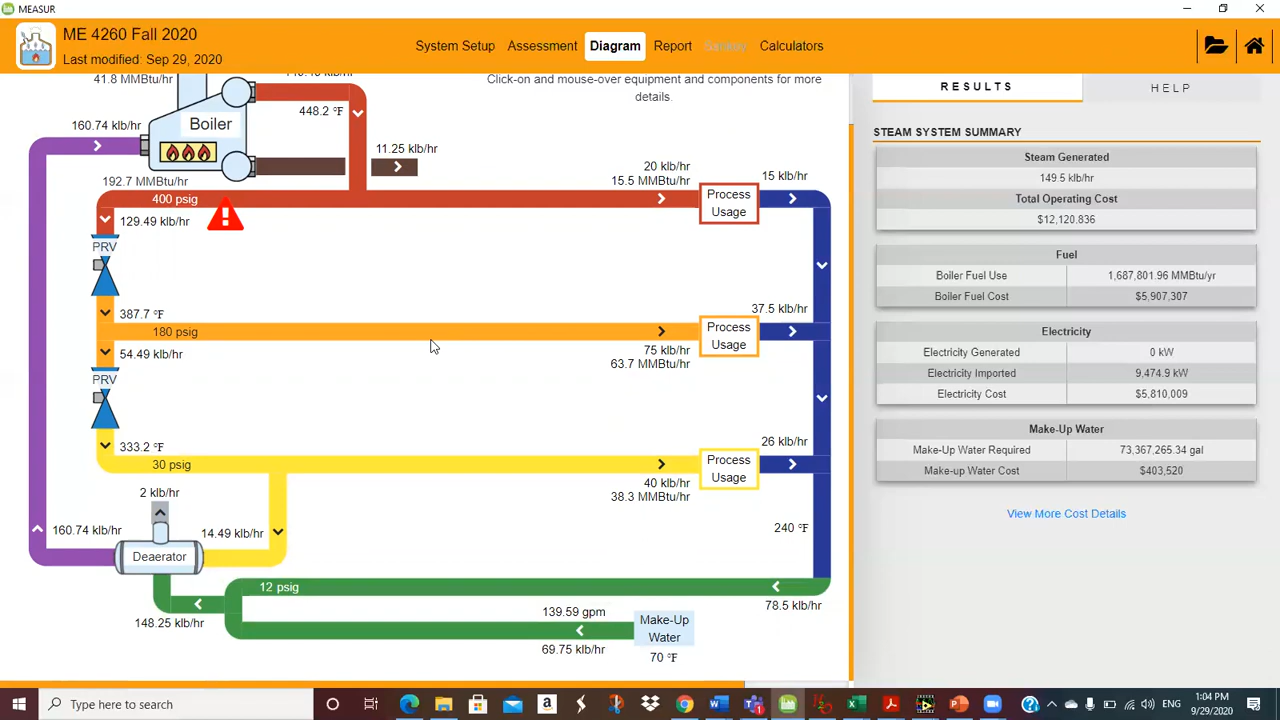 MEASUR
ME 4260 Fall 2020
Last modified: Sep 29, 2020
System Setup Assessment Diagram Report Calculators
RESULTS HELP
Click-on and mouse-over equipment and components for more
details.
41.8 MMBtu/hr
448.2 °F
160.74 klb/hr
Boiler
11.25 klb/hr
192.7 MMBtu/hr
20 klb/hr
15.5 MMBtu/hr
15 klb/hr
Process
Usage
400 psig
129.49 klb/hr
PRV
387.7 °F
37.5 klb/hr
180 psig
Process
Usage
54.49 klb/hr
75 klb/hr
63.7 MMBtu/hr
PRV
333.2 °F
26 klb/hr
30 psig
Process
Usage
40 klb/hr
38.3 MMBtu/hr
2 klb/hr
160.74 klb/hr
14.49 klb/hr
240 °F
Deaerator
12 psig
78.5 klb/hr
148.25 klb/hr
139.59 gpm
Make-Up
Water
69.75 klb/hr
70 °F
STEAM SYSTEM SUMMARY
Steam Generated
149.5 klb/hr
Total Operating Cost
$12,120,836
Fuel
Boiler Fuel Use 1,687,801.96 MMBtu/yr
Boiler Fuel Cost $5,907,307
Electricity
Electricity Generated 0 kW
Electricity Imported 9,474.9 kW
Electricity Cost $5,810,009
Make-Up Water
Make-Up Water Required 73,367,265.34 gal
Make-up Water Cost $403,520
View More Cost Details
Type here to search
ENG
1:04 PM
9/29/2020